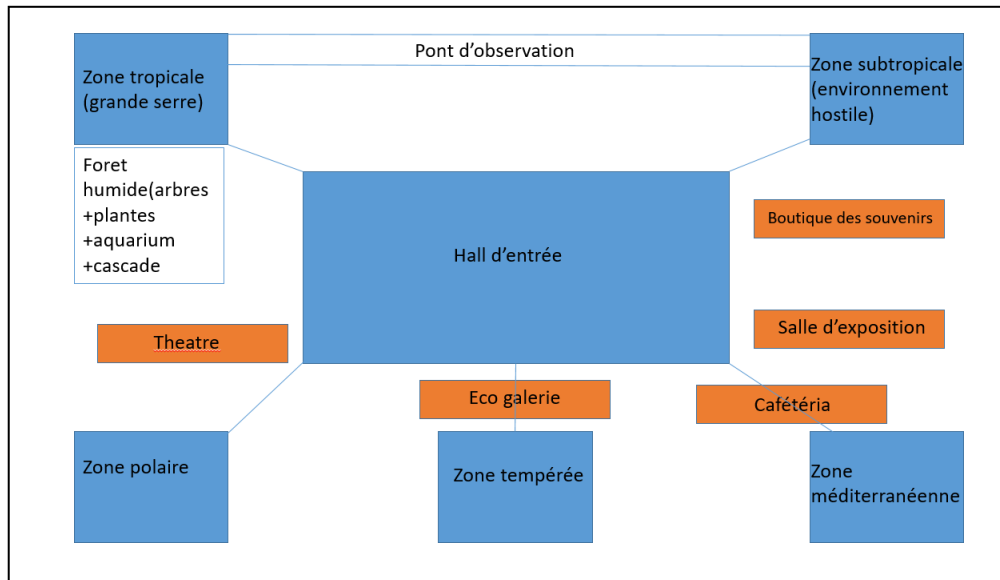 Pont d’observation
Zone tropicale
(grande serre)
Zone subtropicale
(environnement
hostile)
Foret
humide(arbres
+plantes
+aquarium
+cascade
Boutique des souvenirs
Hall d’entrée
Salle d’exposition
Theatre
Eco galerie
Cafétéria
Zone polaire
Zone tempérée
Zone
méditerranéenne